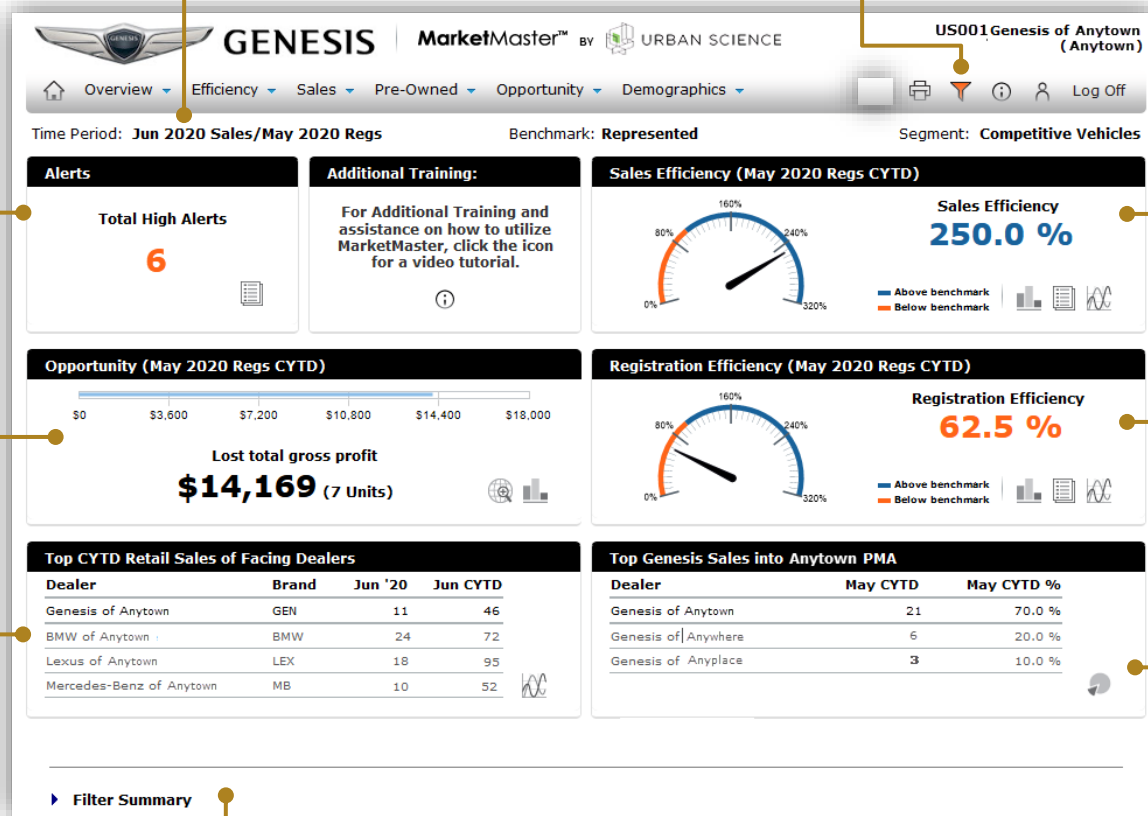 GENESIS
GENESIS
MarketMaster™ BY URBAN SCIENCE
US001 Genesis of Anytown
(Anytown)
Overview
Efficiency
Sales
Pre-Owned
Opportunity
Demographics
Log Off
Time Period: Jun 2020 Sales/May 2020 Regs
Benchmark: Represented
Segment: Competitive Vehicles
Alerts
Total High Alerts
6
Additional Training:
For Additional Training and
assistance on how to utilize
MarketMaster, click the icon
for a video tutorial.
Sales Efficiency (May 2020 Regs CYTD)
0%
80%
160%
240%
320%
Sales Efficiency
250.0 %
Above benchmark
Below benchmark
Opportunity (May 2020 Regs CYTD)
$0 $3,600 $7,200 $10,800 $14,400 $18,000
Lost total gross profit
$14,169 (7 Units)
Registration Efficiency (May 2020 Regs CYTD)
0%
80%
160%
240%
320%
Registration Efficiency
62.5 %
Above benchmark
Below benchmark
Top CYTD Retail Sales of Facing Dealers
Dealer Brand Jun '20 Jun CYTD
Genesis of Anytown GEN 11 46
BMW of Anytown BMW 24 72
Lexus of Anytown LEX 18 95
Mercedes-Benz of Anytown MB 10 52
Top Genesis Sales into Anytown PMA
Dealer May CYTD May CYTD %
Genesis of Anytown 21 70.0 %
Genesis of Anywhere 6 20.0 %
Genesis of Anyplace 3 10.0 %
Filter Summary